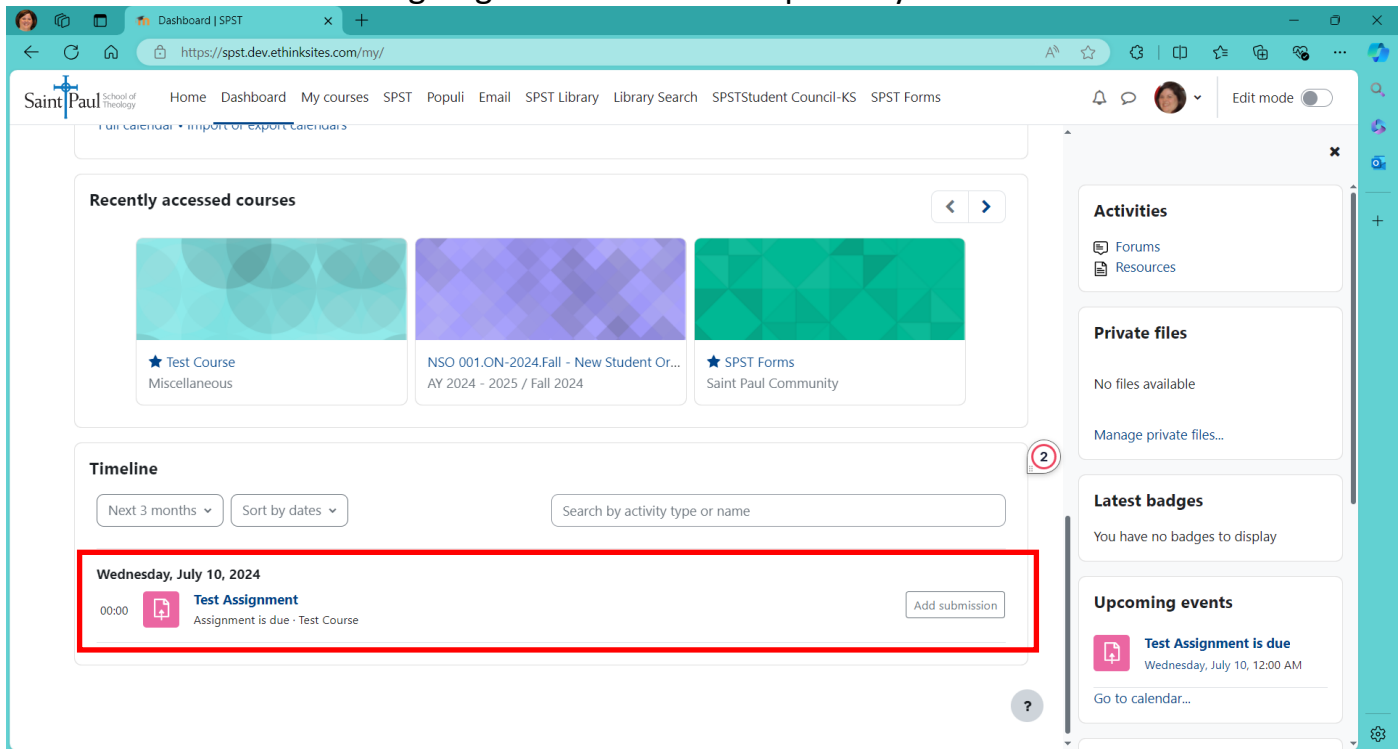 Dashboard | SPST
https://spst.dev.ethinksites.com/my/
Saint Paul School of Theology
Home Dashboard My courses SPST Populi Email SPST Library Library Search SPSTStudent Council-KS SPST Forms
Edit mode
Full calendar • Import or export calendars
Recently accessed courses
Test Course
Miscellaneous
NSO 001.ON-2024.Fall - New Student Or...
AY 2024 - 2025 / Fall 2024
SPST Forms
Saint Paul Community
Timeline
2
Next 3 months
Sort by dates
Search by activity type or name
Wednesday, July 10, 2024
00:00
Test Assignment
Assignment is due · Test Course
Add submission
?
Activities
Forums
Resources
Private files
No files available
Manage private files...
Latest badges
You have no badges to display
Upcoming events
Test Assignment is due
Wednesday, July 10, 12:00 AM
Go to calendar...